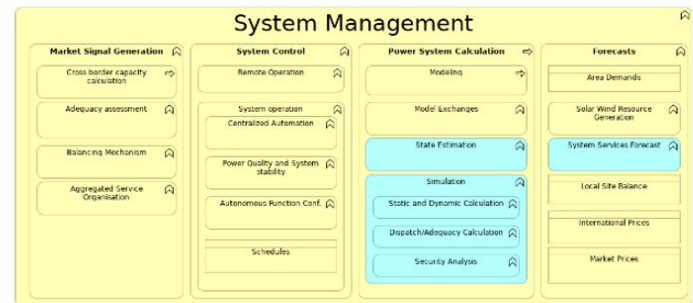 System Management
Market Signal Generation
Cross border capacity
calculation
Adequacy assessment
Balancing Mechanism
Aggregated Service
Organisation
System Control
Remote Operation
System operation
Centralized Automation
Power Quality and System
stability
Autonomous Function Conf.
Schedules
Power System Calculation
Modeling
Model Exchanges
State Estimation
Simulation
Static and Dynamic Calculation
Dispatch/Adequacy Calculation
Security Analysis
Forecasts
Area Demands
Solar Wind Resource
Generation
System Services Forecast
Local Site Balance
International Prices
Market Prices